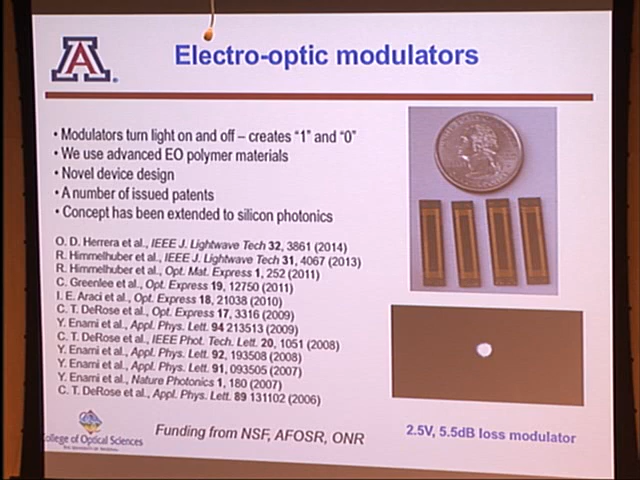 A
Electro-optic modulators
• Modulators turn light on and off – creates "1" and "0"
• We use advanced EO polymer materials
• Novel device design
• A number of issued patents
• Concept has been extended to silicon photonics
O. D. Herrera et al., IEEE J. Lightwave Tech 32, 3861 (2014)
R. Himmelhuber et al., IEEE J. Lightwave Tech 31, 4067 (2013)
R. Himmelhuber et al., Opt. Mat. Express 1, 252 (2011)
C. Greenlee et al., Opt. Express 19, 12750 (2011)
I. E. Araci et al., Opt. Express 18, 21038 (2010)
C. T. DeRose et al., Opt. Express 17, 3316 (2009)
Y. Enami et al., Appl. Phys. Lett. 94 213513 (2009)
C. T. DeRose et al., IEEE Phot. Tech. Lett. 20, 1051 (2008)
Y. Enami et al., Appl. Phys. Lett. 92, 193508 (2008)
Y. Enami et al., Appl. Phys. Lett. 91, 093505 (2007)
Y. Enami et al., Nature Photonics 1, 180 (2007)
C. T. DeRose et al., Appl. Phys. Lett. 89 131102 (2006)
College of Optical Sciences
THE UNIVERSITY OF ARIZONA
Funding from NSF, AFOSR, ONR
2.5V, 5.5dB loss modulator